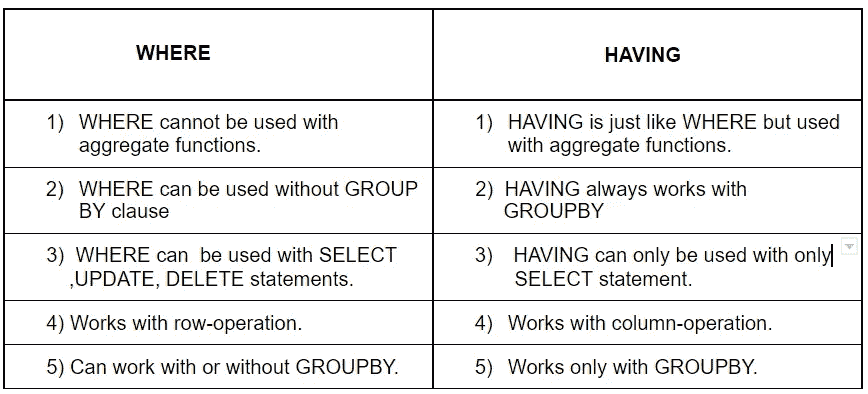 WHERE
HAVING
1) WHERE cannot be used with
aggregate functions.
1) HAVING is just like WHERE but used
with aggregate functions.
2) WHERE can be used without GROUP
BY clause
2) HAVING always works with
GROUPBY
3) WHERE can be used with SELECT
,UPDATE, DELETE statements.
3) HAVING can only be used with only
SELECT statement.
4) Works with row-operation.
4) Works with column-operation.
5) Can work with or without GROUPBY.
5) Works only with GROUPBY.